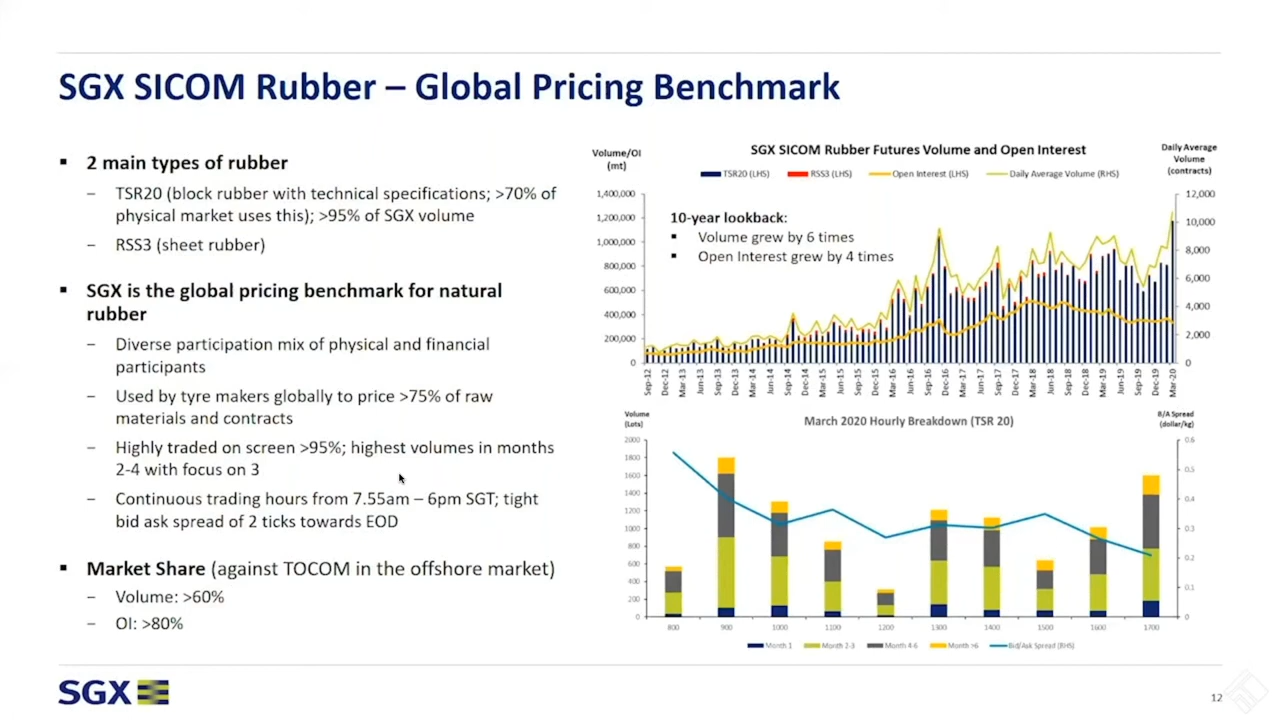 SGX SICOM Rubber – Global Pricing Benchmark
▪ 2 main types of rubber
– TSR20 (block rubber with technical specifications; >70% of
physical market uses this); >95% of SGX volume
– RSS3 (sheet rubber)
▪ SGX is the global pricing benchmark for natural
rubber
– Diverse participation mix of physical and financial
participants
– Used by tyre makers globally to price >75% of raw
materials and contracts
– Highly traded on screen >95%; highest volumes in months
2-4 with focus on 3
– Continuous trading hours from 7.55am – 6pm SGT; tight
bid ask spread of 2 ticks towards EOD
▪ Market Share (against TOCOM in the offshore market)
– Volume: >60%
– OI: >80%
Volume/OI
(mt)
SGX SICOM Rubber Futures Volume and Open Interest
Daily Average
Volume
(contracts)
TSR20 (LHS) RSS3 (LHS) Open Interest (LHS) Daily Average Volume (RHS)
1,400,000
1,200,000
1,000,000
800,000
600,000
400,000
200,000
0
10-year lookback:
▪ Volume grew by 6 times
▪ Open Interest grew by 4 times
12,000
10,000
8,000
6,000
4,000
2,000
0
Sep-12 Dec-12 Mar-13 Jun-13 Sep-13 Dec-13 Mar-14 Jun-14 Sep-14 Dec-14 Mar-15 Jun-15 Sep-15 Dec-15 Mar-16 Jun-16 Sep-16 Dec-16 Mar-17 Jun-17 Sep-17 Dec-17 Mar-18 Jun-18 Sep-18 Dec-18 Mar-19 Jun-19 Sep-19 Dec-19 Mar-20
Volume
(Lots)
March 2020 Hourly Breakdown (TSR 20)
B/A Spread
(dollar/kg)
2000
1800
1600
1400
1200
1000
800
600
400
200
0
0.6
0.5
0.4
0.3
0.2
0.1
0
800 900 1000 1100 1200 1300 1400 1500 1600 1700
Month 1 Month 2-3 Month 4-6 Month >6 Bid/Ask Spread (RHS)
SGX
12